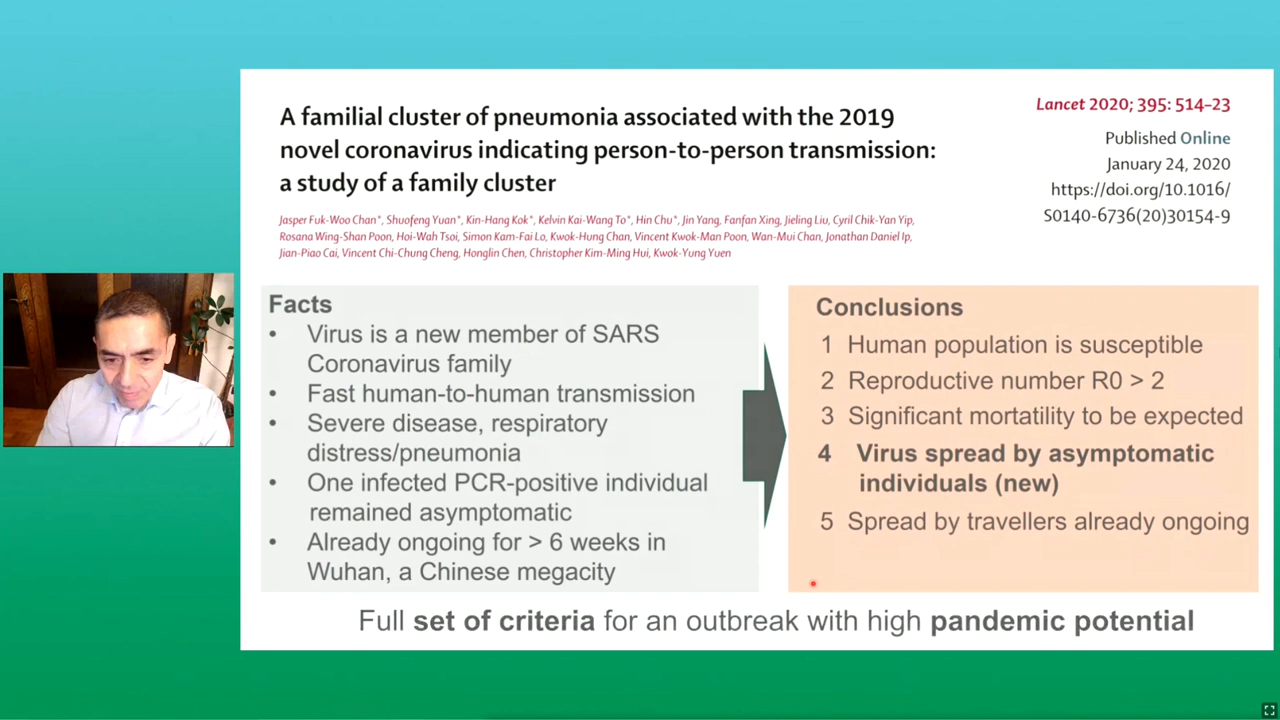 A familial cluster of pneumonia associated with the 2019
novel coronavirus indicating person-to-person transmission:
a study of a family cluster
Lancet 2020; 395: 514–23
Published Online
January 24, 2020
https://doi.org/10.1016/
S0140-6736(20)30154-9
Jasper Fuk-Woo Chan*, Shuofeng Yuan*, Kin-Hang Kok*, Kelvin Kai-Wang To*, Hin Chu*, Jin Yang, Fanfan Xing, Jieling Liu, Cyril Chik-Yan Yip,
Rosana Wing-Shan Poon, Hoi-Wah Tsoi, Simon Kam-Fai Lo, Kwok-Hung Chan, Vincent Kwok-Man Poon, Wan-Mui Chan, Jonathan Daniel Ip,
Jian-Piao Cai, Vincent Chi-Chung Cheng, Honglin Chen, Christopher Kim-Ming Hui, Kwok-Yung Yuen
Facts
• Virus is a new member of SARS
Coronavirus family
• Fast human-to-human transmission
• Severe disease, respiratory
distress/pneumonia
• One infected PCR-positive individual
remained asymptomatic
• Already ongoing for > 6 weeks in
Wuhan, a Chinese megacity
Conclusions
1 Human population is susceptible
2 Reproductive number R0 > 2
3 Significant mortatility to be expected
4 Virus spread by asymptomatic
individuals (new)
5 Spread by travellers already ongoing
Full set of criteria for an outbreak with high pandemic potential